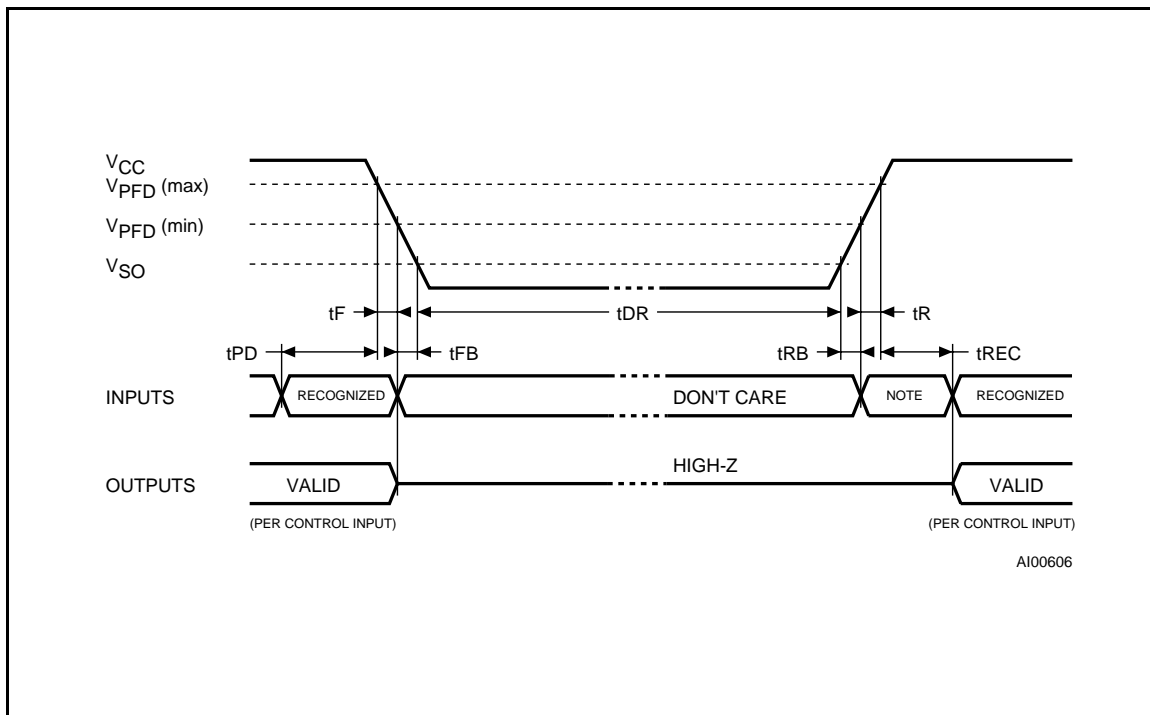 VCC
VPFD (max)
VPFD (min)
VSO
tF
tDR
tR
tPD
tFB
tRB
tREC
INPUTS
RECOGNIZED
DON'T CARE
NOTE
RECOGNIZED
HIGH-Z
OUTPUTS
VALID
VALID
(PER CONTROL INPUT)
(PER CONTROL INPUT)
AI00606